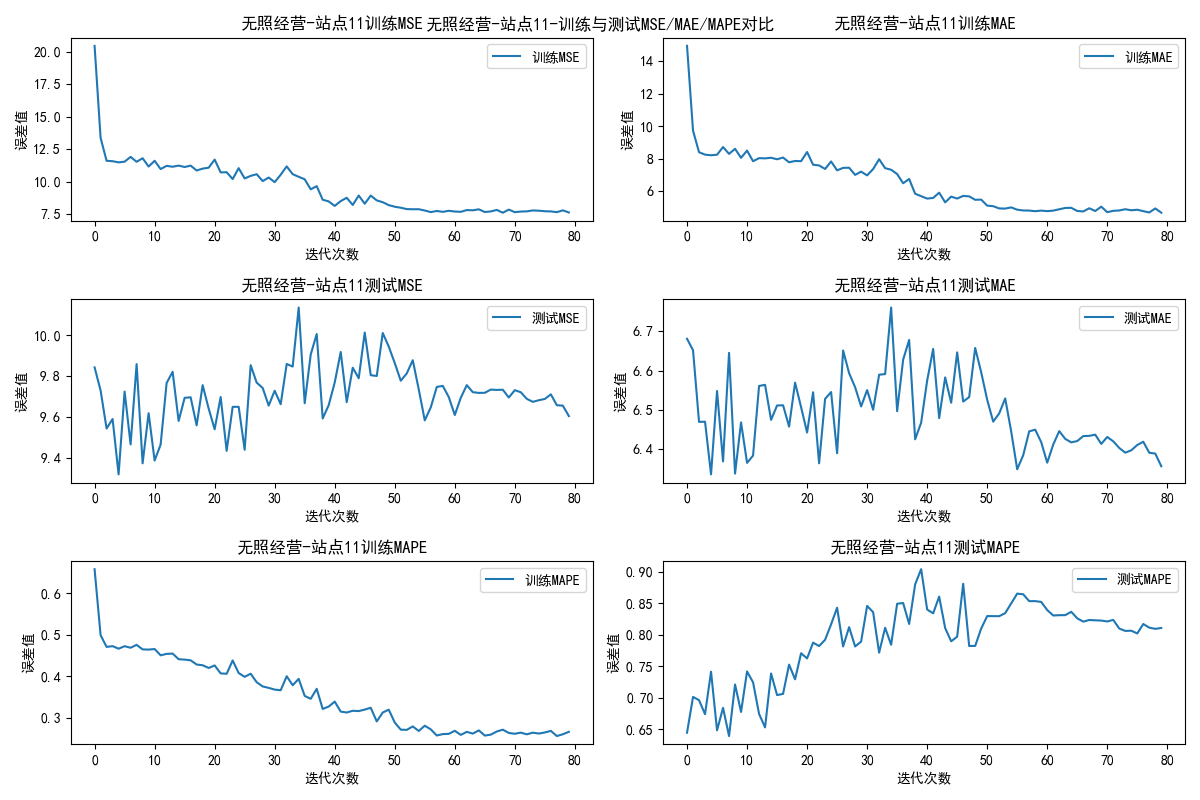 无照经营-站点11-训练与测试MSE/MAE/MAPE对比
无照经营-站点11训练MSE
训练MSE
误差值
20.0
17.5
15.0
12.5
10.0
7.5
0 10 20 30 40 50 60 70 80
迭代次数
无照经营-站点11训练MAE
训练MAE
误差值
14
12
10
8
6
0 10 20 30 40 50 60 70 80
迭代次数
无照经营-站点11测试MSE
测试MSE
误差值
10.0
9.8
9.6
9.4
0 10 20 30 40 50 60 70 80
迭代次数
无照经营-站点11测试MAE
测试MAE
误差值
6.7
6.6
6.5
6.4
0 10 20 30 40 50 60 70 80
迭代次数
无照经营-站点11训练MAPE
训练MAPE
误差值
0.6
0.5
0.4
0.3
0 10 20 30 40 50 60 70 80
迭代次数
无照经营-站点11测试MAPE
测试MAPE
误差值
0.90
0.85
0.80
0.75
0.70
0.65
0 10 20 30 40 50 60 70 80
迭代次数